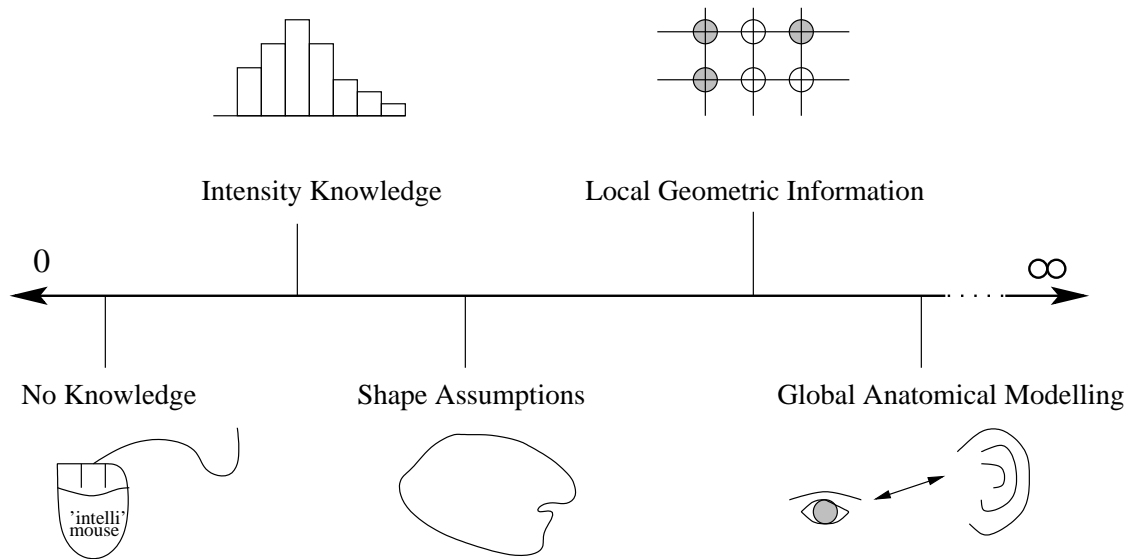 Intensity Knowledge
Local Geometric Information
0
∞
No Knowledge
Shape Assumptions
Global Anatomical Modelling
'intelli'
mouse